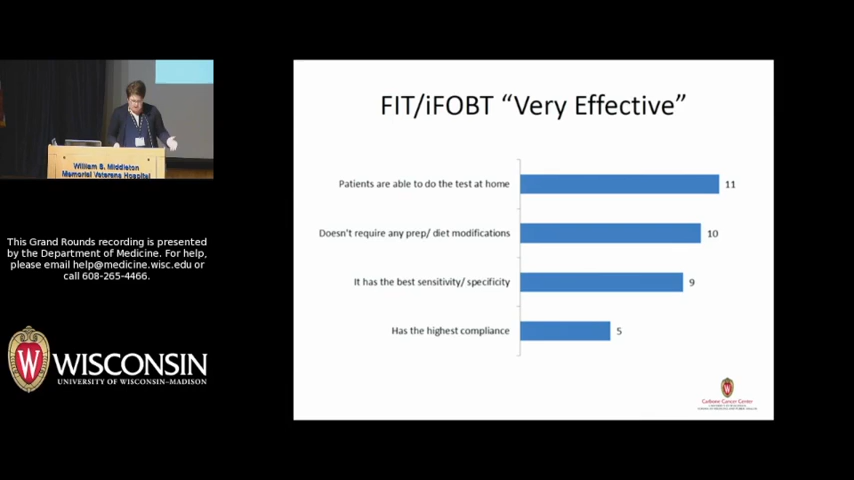 FIT/iFOBT "Very Effective"
Patients are able to do the test at home
11
Doesn't require any prep/ diet modifications
10
It has the best sensitivity/ specificity
9
Has the highest compliance
5
William S. Middleton
Memorial Veterans Hospital
This Grand Rounds recording is presented
by the Department of Medicine. For help,
please email help@medicine.wisc.edu or
call 608-265-4466.
W
WISCONSIN
UNIVERSITY OF WISCONSIN–MADISON
Carbone Cancer Center